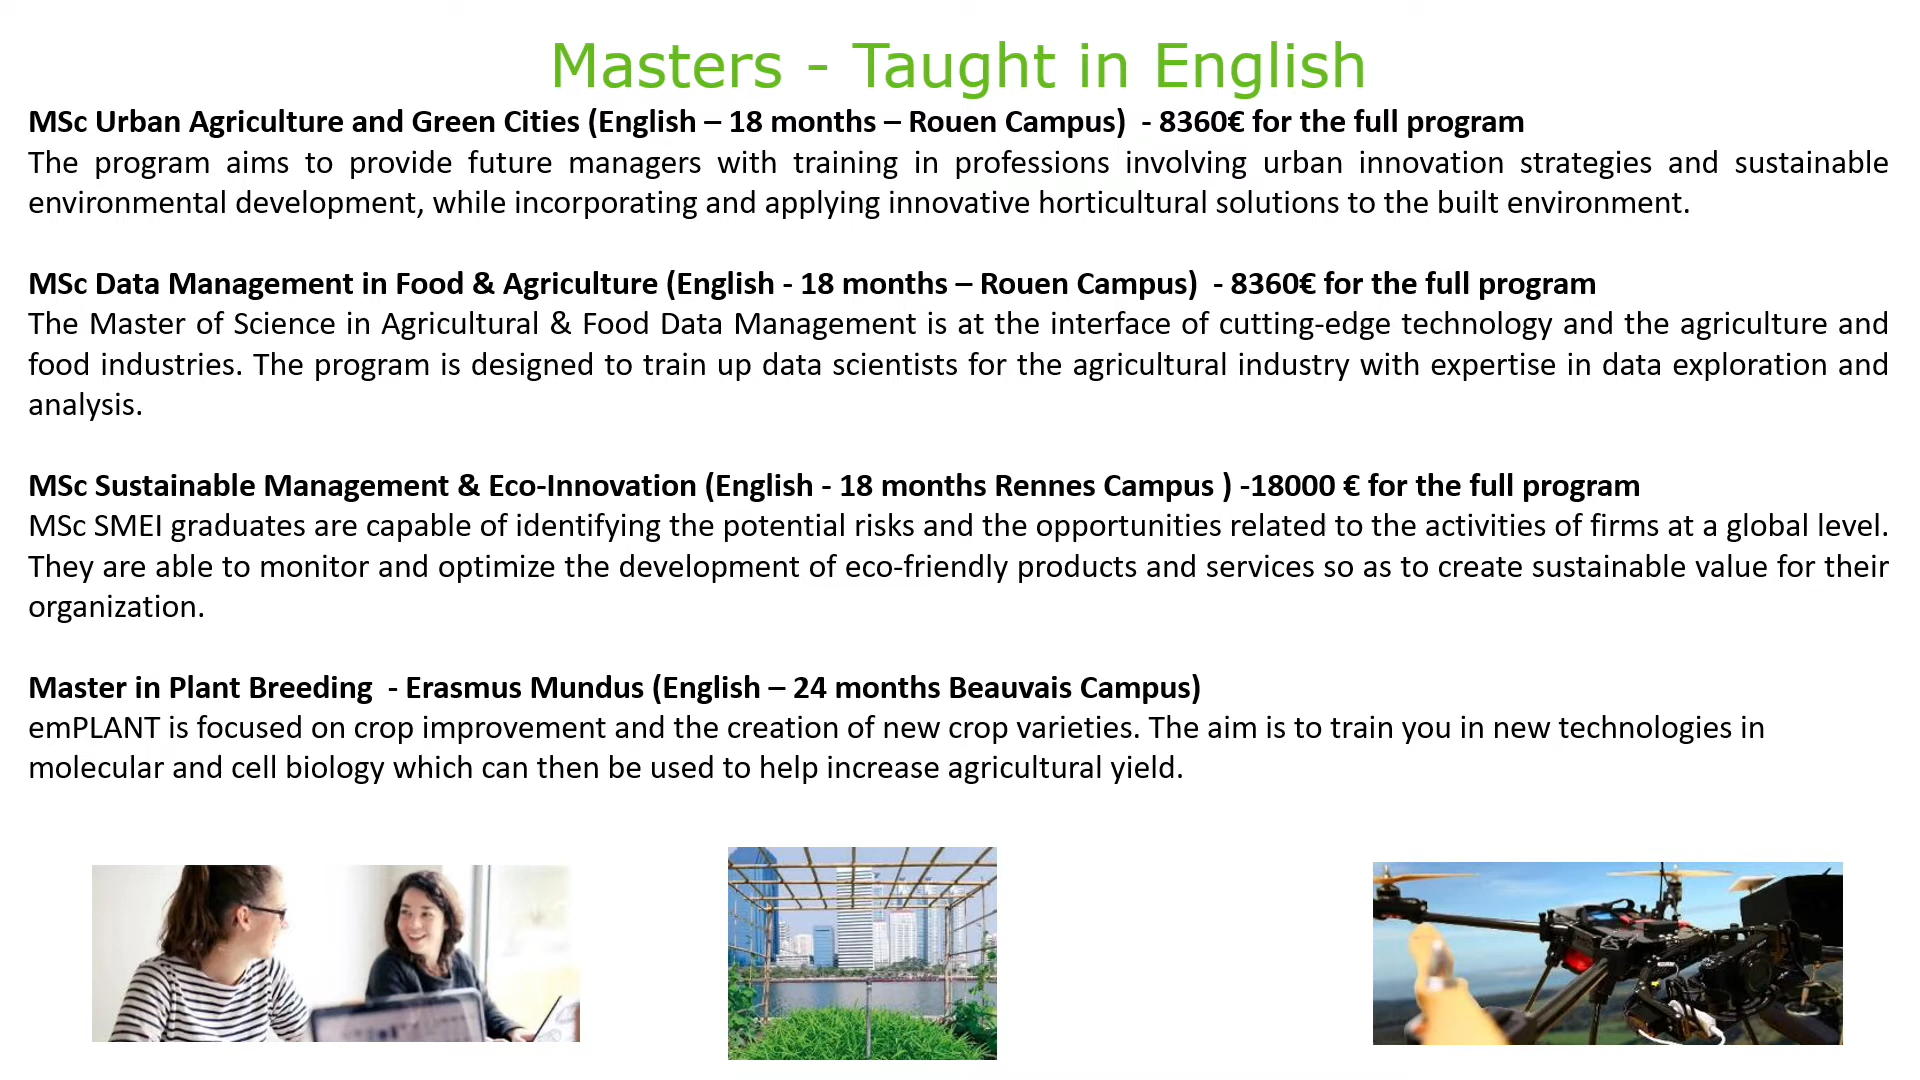 Masters - Taught in English
MSc Urban Agriculture and Green Cities (English – 18 months – Rouen Campus)  - 8360€ for the full program
The program aims to provide future managers with training in professions involving urban innovation strategies and sustainable
environmental development, while incorporating and applying innovative horticultural solutions to the built environment.
MSc Data Management in Food & Agriculture (English - 18 months – Rouen Campus)  - 8360€ for the full program
The Master of Science in Agricultural & Food Data Management is at the interface of cutting-edge technology and the agriculture and
food industries. The program is designed to train up data scientists for the agricultural industry with expertise in data exploration and
analysis.
MSc Sustainable Management & Eco-Innovation (English - 18 months Rennes Campus ) -18000 € for the full program
MSc SMEI graduates are capable of identifying the potential risks and the opportunities related to the activities of firms at a global level.
They are able to monitor and optimize the development of eco-friendly products and services so as to create sustainable value for their
organization.
Master in Plant Breeding  - Erasmus Mundus (English – 24 months Beauvais Campus)
emPLANT is focused on crop improvement and the creation of new crop varieties. The aim is to train you in new technologies in
molecular and cell biology which can then be used to help increase agricultural yield.